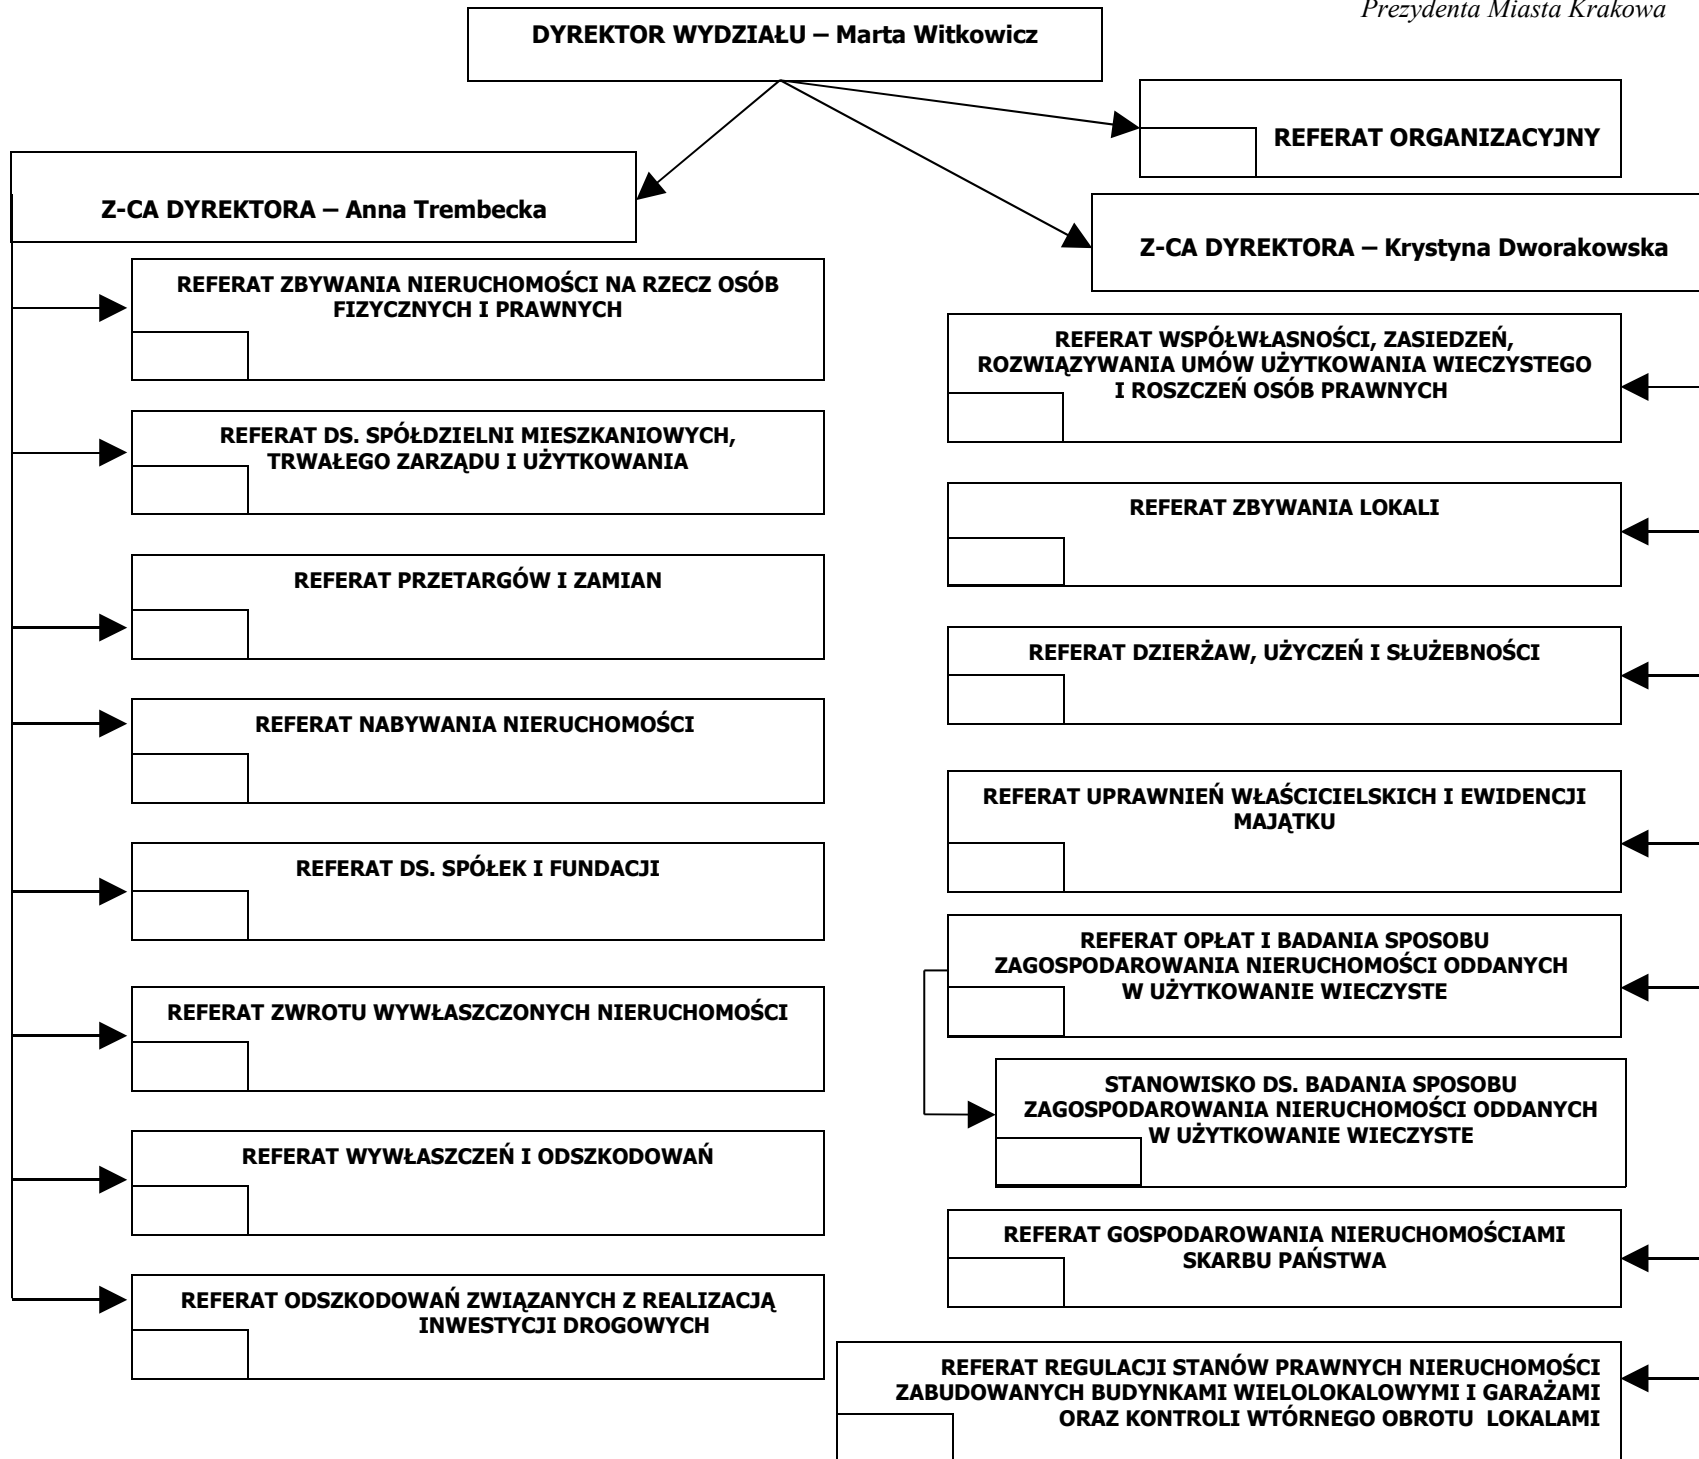 Prezydenta Miasta Krakowa
DYREKTOR WYDZIAŁU – Marta Witkowicz
REFERAT ORGANIZACYJNY
Z-CA DYREKTORA – Anna Trembecka
Z-CA DYREKTORA – Krystyna Dworakowska
REFERAT ZBYWANIA NIERUCHOMOŚCI NA RZECZ OSÓB
FIZYCZNYCH I PRAWNYCH
REFERAT DS. SPÓŁDZIELNI MIESZKANIOWYCH,
TRWAŁEGO ZARZĄDU I UŻYTKOWANIA
REFERAT PRZETARGÓW I ZAMIAN
REFERAT NABYWANIA NIERUCHOMOŚCI
REFERAT DS. SPÓŁEK I FUNDACJI
REFERAT ZWROTU WYWŁASZCZONYCH NIERUCHOMOŚCI
REFERAT WYWŁASZCZEŃ I ODSZKODOWAŃ
REFERAT ODSZKODOWAŃ ZWIĄZANYCH Z REALIZACJĄ
INWESTYCJI DROGOWYCH
REFERAT WSPÓŁWŁASNOŚCI, ZASIEDZEŃ,
ROZWIĄZYWANIA UMÓW UŻYTKOWANIA WIECZYSTEGO
I ROSZCZEŃ OSÓB PRAWNYCH
REFERAT ZBYWANIA LOKALI
REFERAT DZIERŻAW, UŻYCZEŃ I SŁUŻEBNOŚCI
REFERAT UPRAWNIEŃ WŁAŚCICIELSKICH I EWIDENCJI
MAJĄTKU
REFERAT OPŁAT I BADANIA SPOSOBU
ZAGOSPODAROWANIA NIERUCHOMOŚCI ODDANYCH
W UŻYTKOWANIE WIECZYSTE
STANOWISKO DS. BADANIA SPOSOBU
ZAGOSPODAROWANIA NIERUCHOMOŚCI ODDANYCH
W UŻYTKOWANIE WIECZYSTE
REFERAT GOSPODAROWANIA NIERUCHOMOŚCIAMI
SKARBU PAŃSTWA
REFERAT REGULACJI STANÓW PRAWNYCH NIERUCHOMOŚCI
ZABUDOWANYCH BUDYNKAMI WIELOLOKALOWYMI I GARAŻAMI
ORAZ KONTROLI WTÓRNEGO OBROTU LOKALAMI